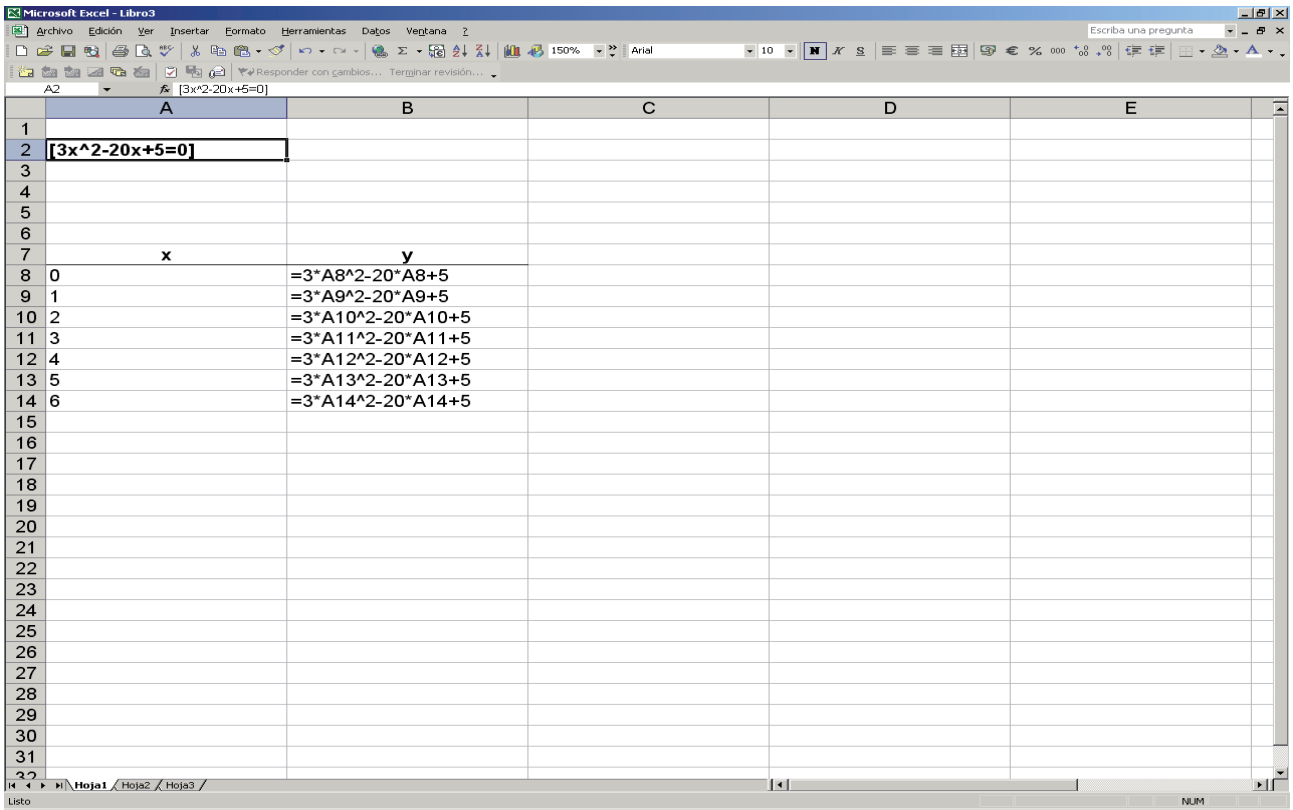 Microsoft Excel - Libro3
Archivo Edición Ver Insertar Formato Herramientas Datos Ventana ? Escriba una pregunta
150% Arial 10 N K S € % 000
Responder con cambios... Terminar revisión...
A2 fx [3x^2-20x+5=0]
A B C D E
1
2 [3x^2-20x+5=0]
3
4
5
6
7 x y
8 0 =3*A8^2-20*A8+5
9 1 =3*A9^2-20*A9+5
10 2 =3*A10^2-20*A10+5
11 3 =3*A11^2-20*A11+5
12 4 =3*A12^2-20*A12+5
13 5 =3*A13^2-20*A13+5
14 6 =3*A14^2-20*A14+5
15
16
17
18
19
20
21
22
23
24
25
26
27
28
29
30
31
32
Hoja1 Hoja2 Hoja3
Listo NUM